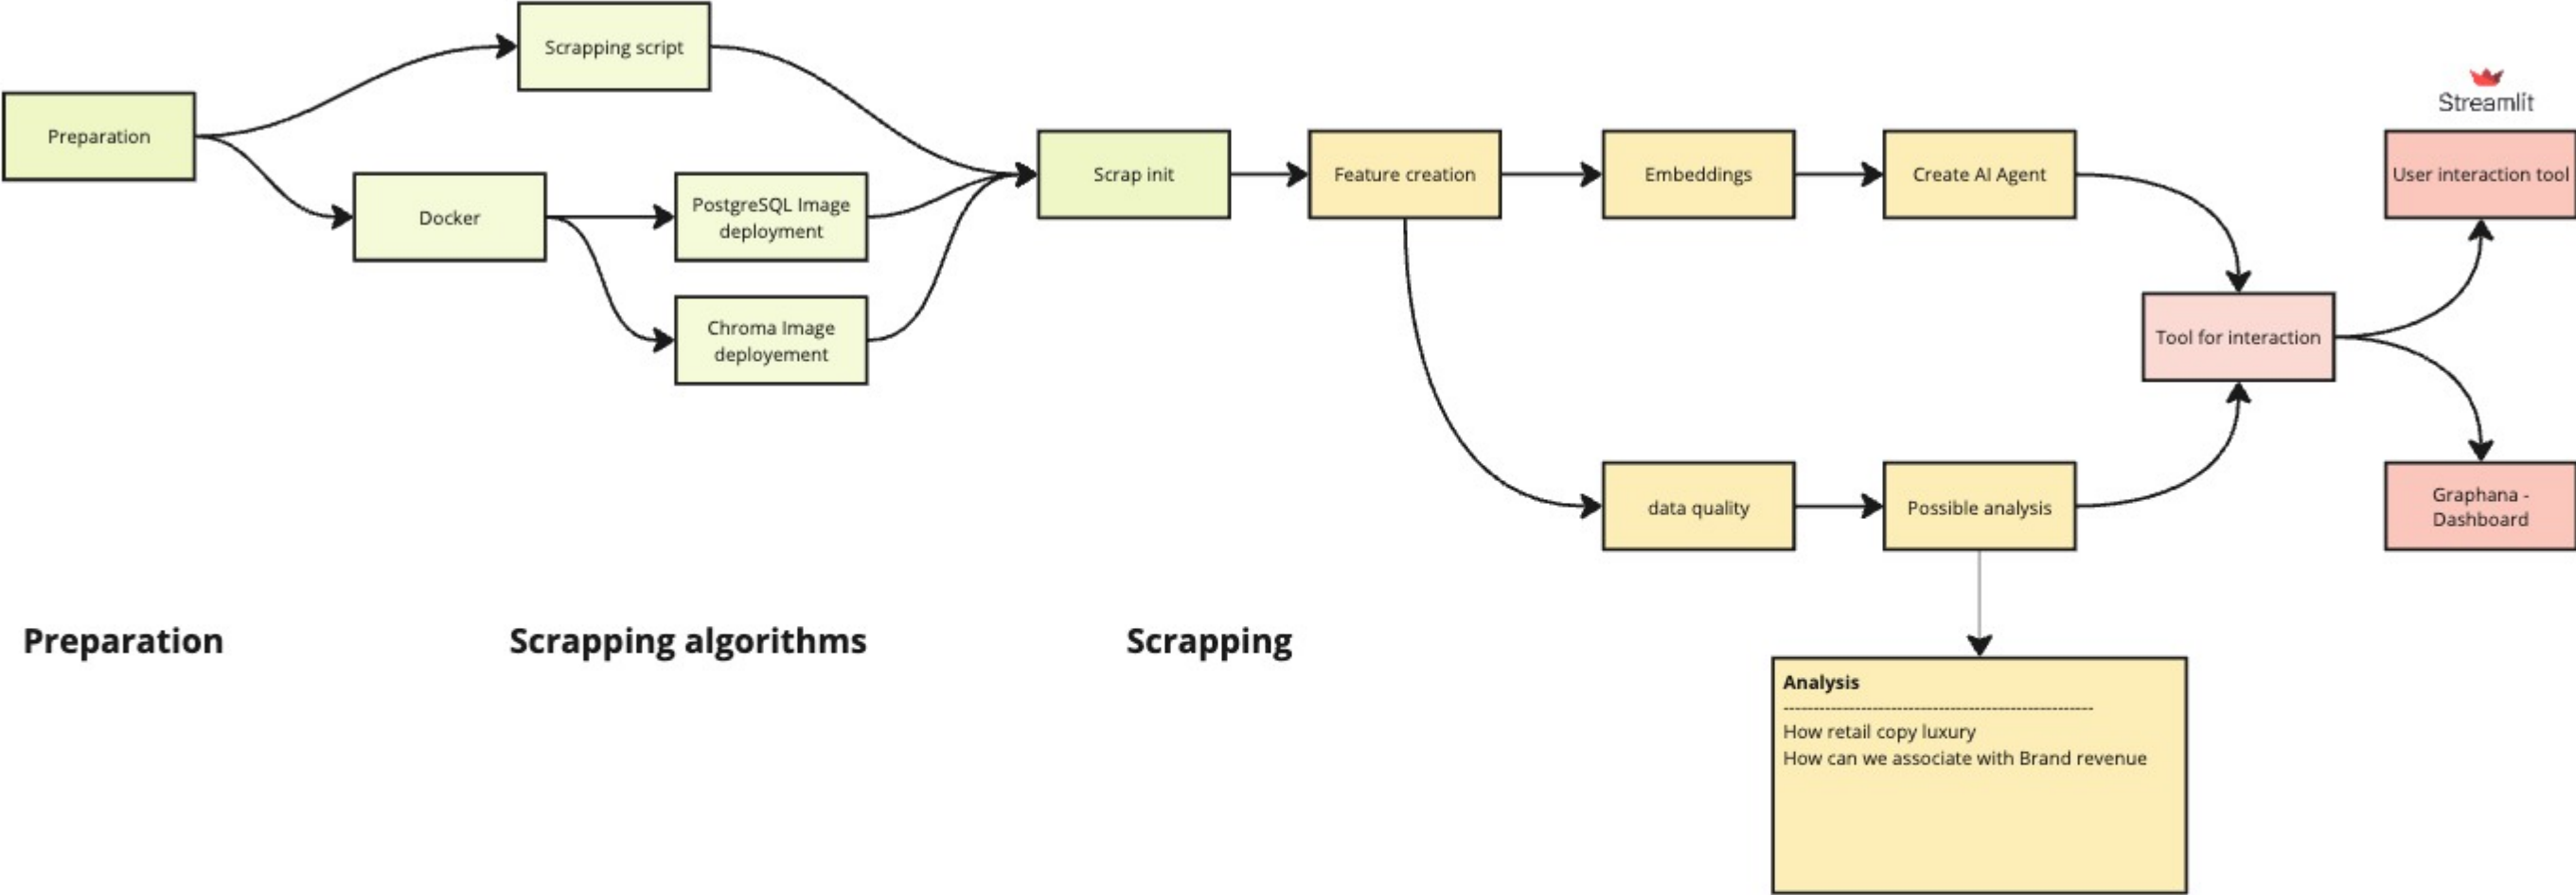 Preparation
Scrapping script
Docker
PostgreSQL Image
deployment
Chroma Image
deployement
Scrap init
Feature creation
Embeddings
Create AI Agent
Streamlit
User interaction tool
Tool for interaction
data quality
Possible analysis
Graphana -
Dashboard
Preparation
Scrapping algorithms
Scrapping
Analysis
----------------------------------------------------
How retail copy luxury
How can we associate with Brand revenue